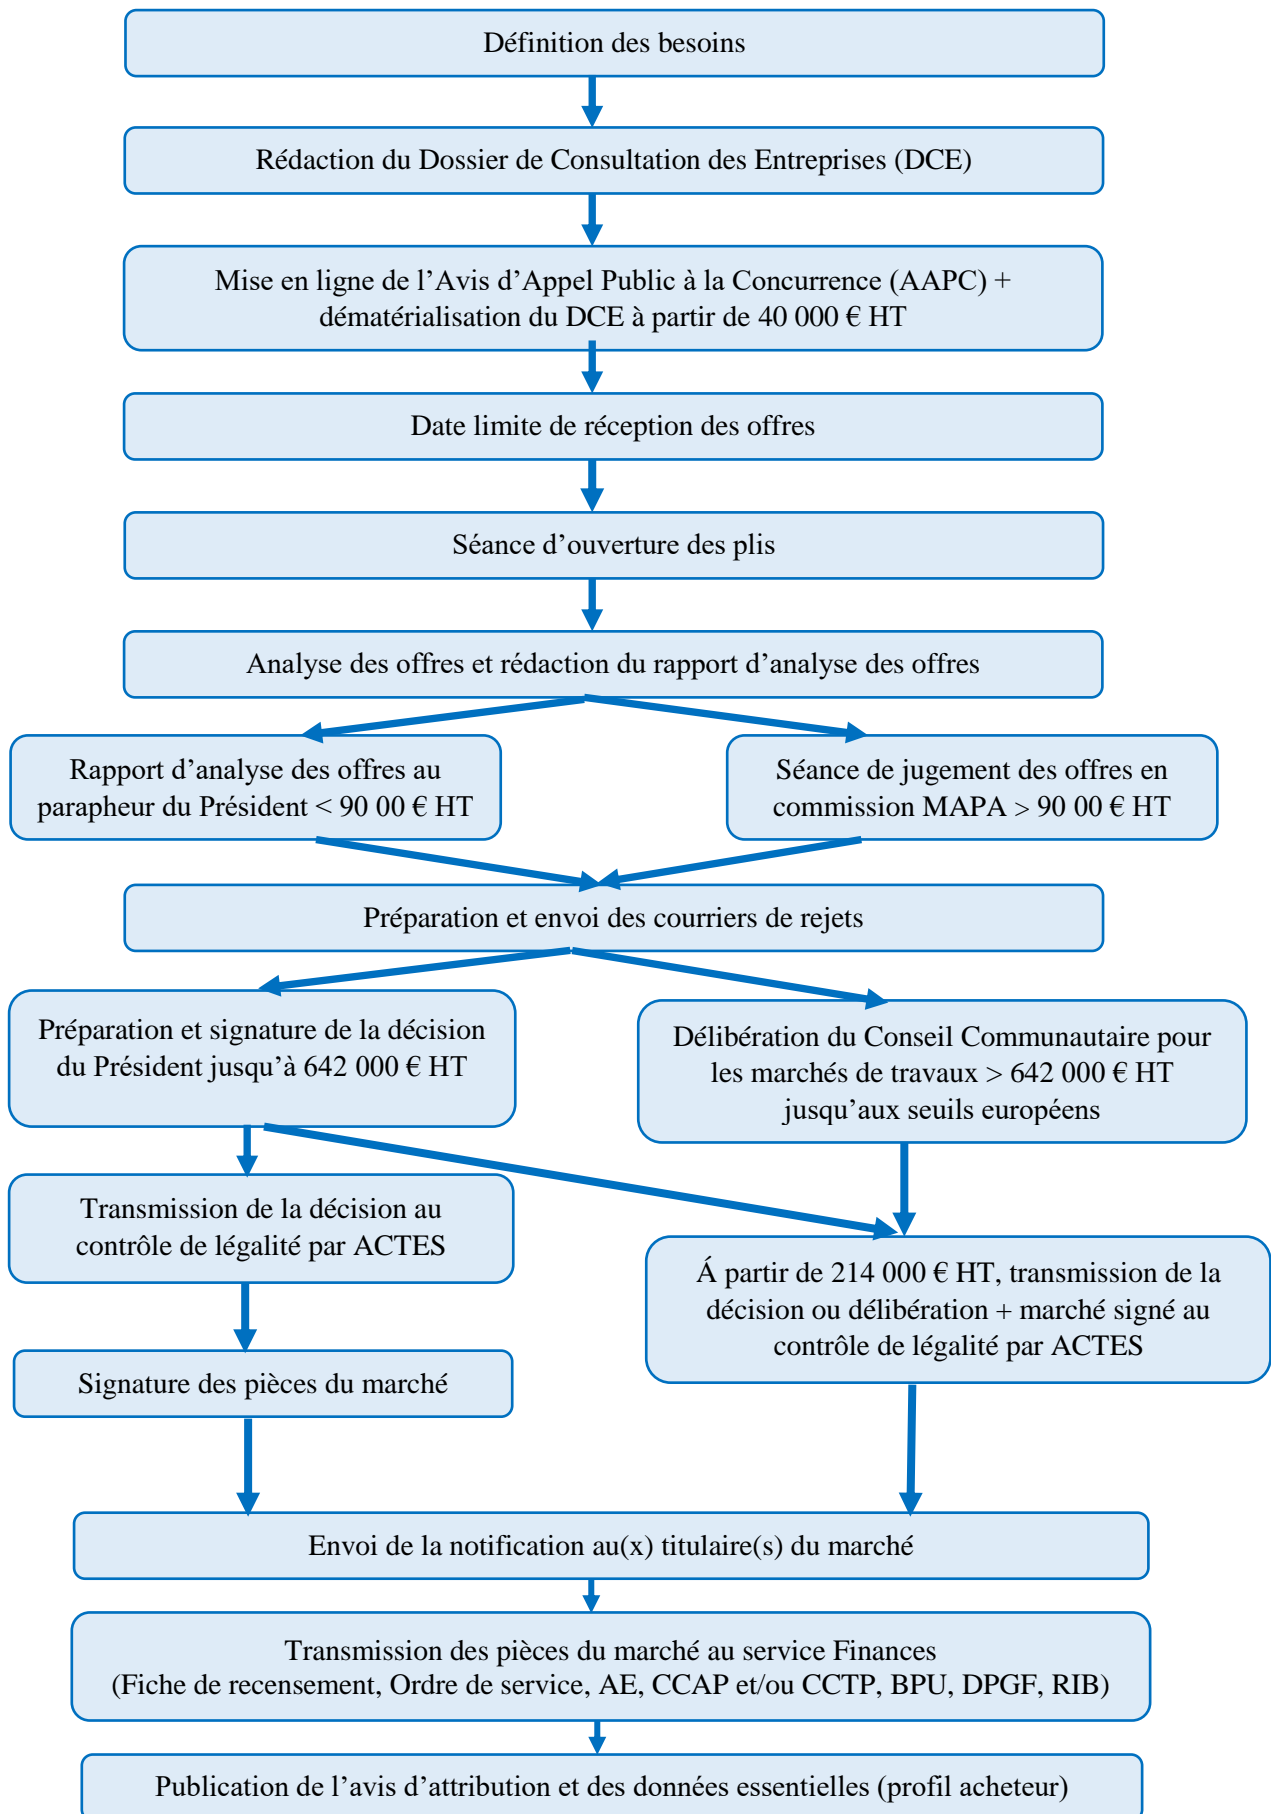 Définition des besoins
Rédaction du Dossier de Consultation des Entreprises (DCE)
Mise en ligne de l’Avis d’Appel Public à la Concurrence (AAPC) +
dématérialisation du DCE à partir de 40 000 € HT
Date limite de réception des offres
Séance d’ouverture des plis
Analyse des offres et rédaction du rapport d’analyse des offres
Rapport d’analyse des offres au
parapheur du Président < 90 00 € HT
Séance de jugement des offres en
commission MAPA > 90 00 € HT
Préparation et envoi des courriers de rejets
Préparation et signature de la décision
du Président jusqu’à 642 000 € HT
Délibération du Conseil Communautaire pour
les marchés de travaux > 642 000 € HT
jusqu’aux seuils européens
Transmission de la décision au
contrôle de légalité par ACTES
Á partir de 214 000 € HT, transmission de la
décision ou délibération + marché signé au
contrôle de légalité par ACTES
Signature des pièces du marché
Envoi de la notification au(x) titulaire(s) du marché
Transmission des pièces du marché au service Finances
(Fiche de recensement, Ordre de service, AE, CCAP et/ou CCTP, BPU, DPGF, RIB)
Publication de l’avis d’attribution et des données essentielles (profil acheteur)